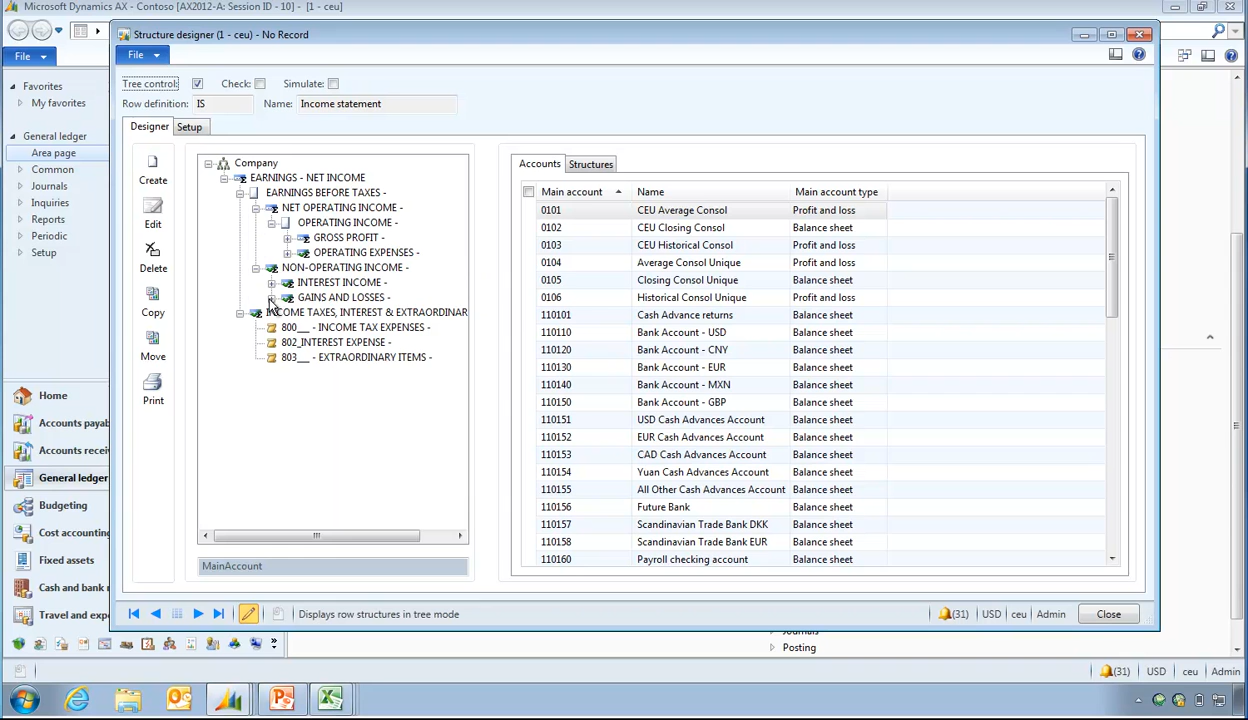 Microsoft Dynamics AX - Contoso [AX2012-A: Session ID - 10] - [1 - ceu]
Structure designer (1 - ceu) - No Record
File
File
Tree control:
Check:
Simulate:
Row definition:
IS
Name:
Income statement
Designer
Setup
Favorites
My favorites
General ledger
Area page
Common
Journals
Inquiries
Reports
Periodic
Setup
Home
Accounts payab
Accounts recei
General ledger
Budgeting
Cost accounting
Fixed assets
Cash and bank
Travel and expe
Create
Edit
Delete
Copy
Move
Print
Company
EARNINGS - NET INCOME
EARNINGS BEFORE TAXES -
NET OPERATING INCOME -
OPERATING INCOME -
GROSS PROFIT -
OPERATING EXPENSES -
NON-OPERATING INCOME -
INTEREST INCOME -
GAINS AND LOSSES -
INCOME TAXES, INTEREST & EXTRAORDINAR
800___ - INCOME TAX EXPENSES -
802_INTEREST EXPENSE -
803___ - EXTRAORDINARY ITEMS -
MainAccount
Accounts
Structures
Main account
Name
Main account type
0101 CEU Average Consol Profit and loss
0102 CEU Closing Consol Balance sheet
0103 CEU Historical Consol Profit and loss
0104 Average Consol Unique Profit and loss
0105 Closing Consol Unique Balance sheet
0106 Historical Consol Unique Profit and loss
110101 Cash Advance returns Balance sheet
110110 Bank Account - USD Balance sheet
110120 Bank Account - CNY Balance sheet
110130 Bank Account - EUR Balance sheet
110140 Bank Account - MXN Balance sheet
110150 Bank Account - GBP Balance sheet
110151 USD Cash Advances Account Balance sheet
110152 EUR Cash Advances Account Balance sheet
110153 CAD Cash Advances Account Balance sheet
110154 Yuan Cash Advances Account Balance sheet
110155 All Other Cash Advances Account Balance sheet
110156 Future Bank Balance sheet
110157 Scandinavian Trade Bank DKK Balance sheet
110158 Scandinavian Trade Bank EUR Balance sheet
110160 Payroll checking account Balance sheet
Displays row structures in tree mode
(31)
USD
ceu
Admin
Close
Posting
(31)
USD
ceu
Admin